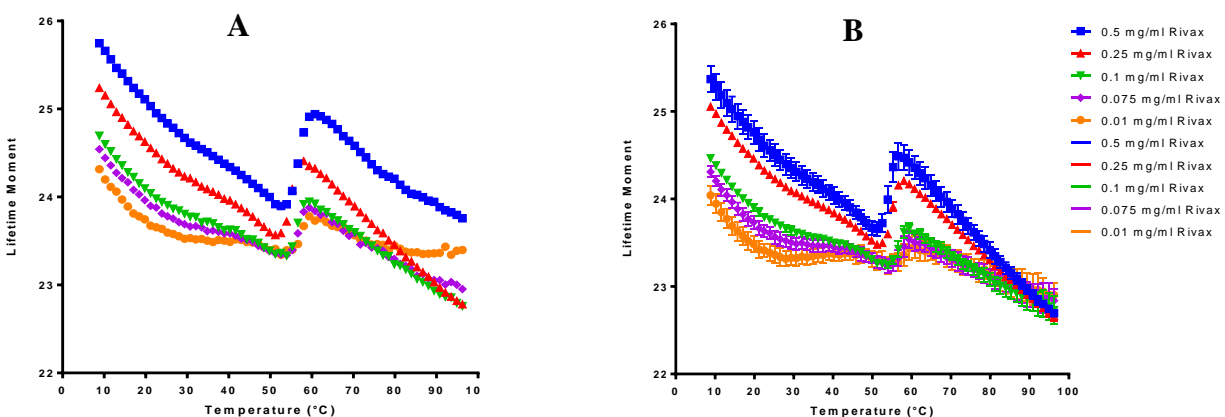 A
26
25
24
23
22
Lifetime Moment
0 10 20 30 40 50 60 70 80 90 10
Temperature (°C)
B
26
25
24
23
22
Lifetime Moment
0 10 20 30 40 50 60 70 80 90 100
Temperature (°C)
0.5 mg/ml Rivax
0.25 mg/ml Rivax
0.1 mg/ml Rivax
0.075 mg/ml Rivax
0.01 mg/ml Rivax
0.5 mg/ml Rivax
0.25 mg/ml Rivax
0.1 mg/ml Rivax
0.075 mg/ml Rivax
0.01 mg/ml Rivax